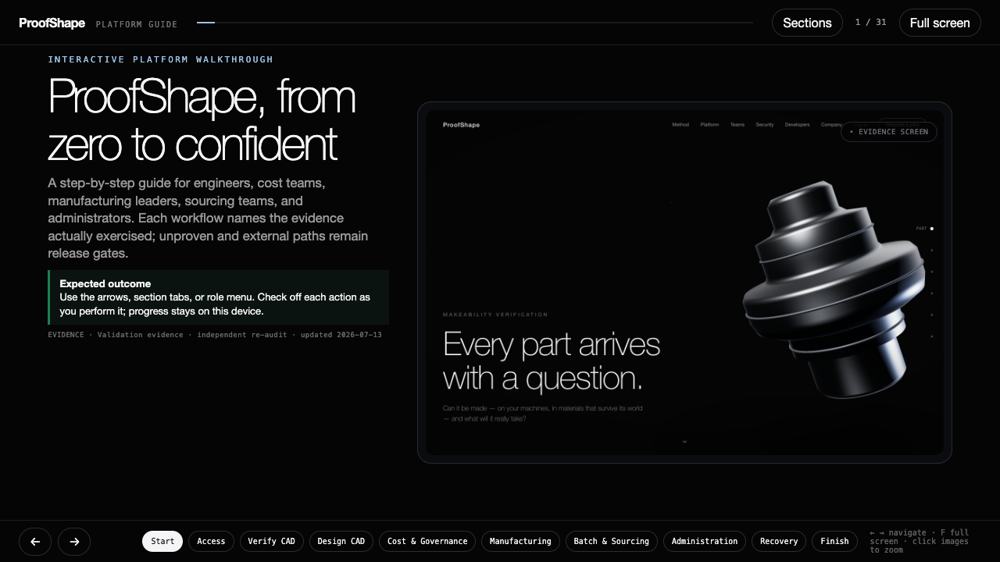 ProofShape
PLATFORM GUIDE
Sections
1 / 31
Full screen
INTERACTIVE PLATFORM WALKTHROUGH
ProofShape, from
zero to confident
A step-by-step guide for engineers, cost teams,
manufacturing leaders, sourcing teams, and
administrators. Each workflow names the evidence
actually exercised; unproven and external paths remain
release gates.
Expected outcome
Use the arrows, section tabs, or role menu. Check off each action as
you perform it; progress stays on this device.
EVIDENCE · Validation evidence · independent re-audit · updated 2026-07-13
ProofShape
Method Platform Teams Security Developers Company
• EVIDENCE SCREEN
PART
MAKEABILITY VERIFICATION
Every part arrives
with a question.
Can it be made — on your machines, in materials that survive its world
— and what will it really take?
← →
Start
Access
Verify CAD
Design CAD
Cost & Governance
Manufacturing
Batch & Sourcing
Administration
Recovery
Finish
← → navigate · F full
screen · click images
to zoom